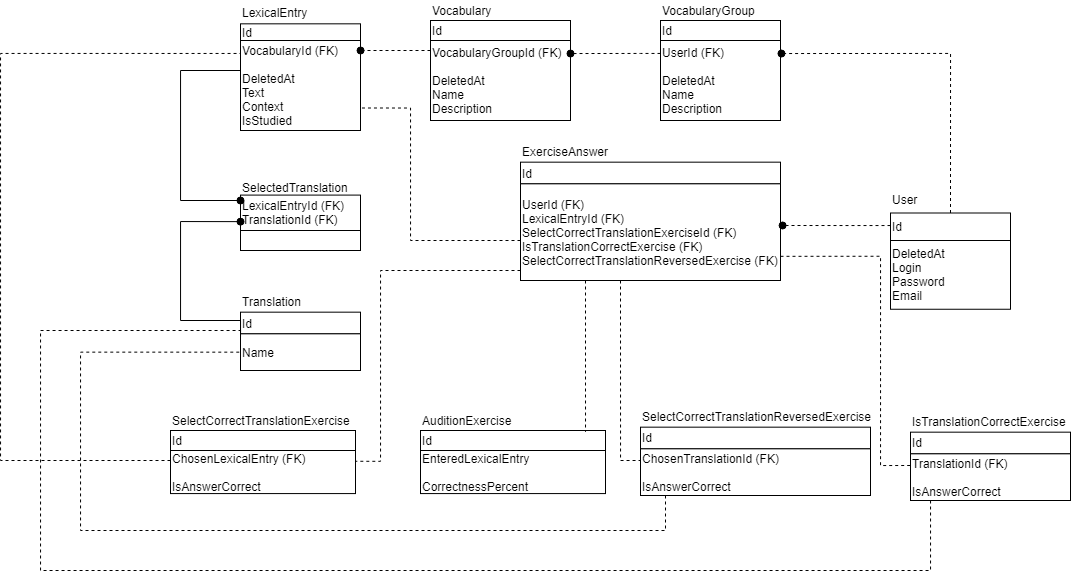 LexicalEntry
Id
VocabularyId (FK)
DeletedAt
Text
Context
IsStudied
Vocabulary
Id
VocabularyGroupId (FK)
DeletedAt
Name
Description
VocabularyGroup
Id
UserId (FK)
DeletedAt
Name
Description
ExerciseAnswer
Id
UserId (FK)
LexicalEntryId (FK)
SelectCorrectTranslationExerciseId (FK)
IsTranslationCorrectExercise (FK)
SelectCorrectTranslationReversedExercise (FK)
SelectedTranslation
LexicalEntryId (FK)
TranslationId (FK)
User
Id
DeletedAt
Login
Password
Email
Translation
Id
Name
SelectCorrectTranslationExercise
Id
ChosenLexicalEntry (FK)
IsAnswerCorrect
AuditionExercise
Id
EnteredLexicalEntry
CorrectnessPercent
SelectCorrectTranslationReversedExercise
Id
ChosenTranslationId (FK)
IsAnswerCorrect
IsTranslationCorrectExercise
Id
TranslationId (FK)
IsAnswerCorrect